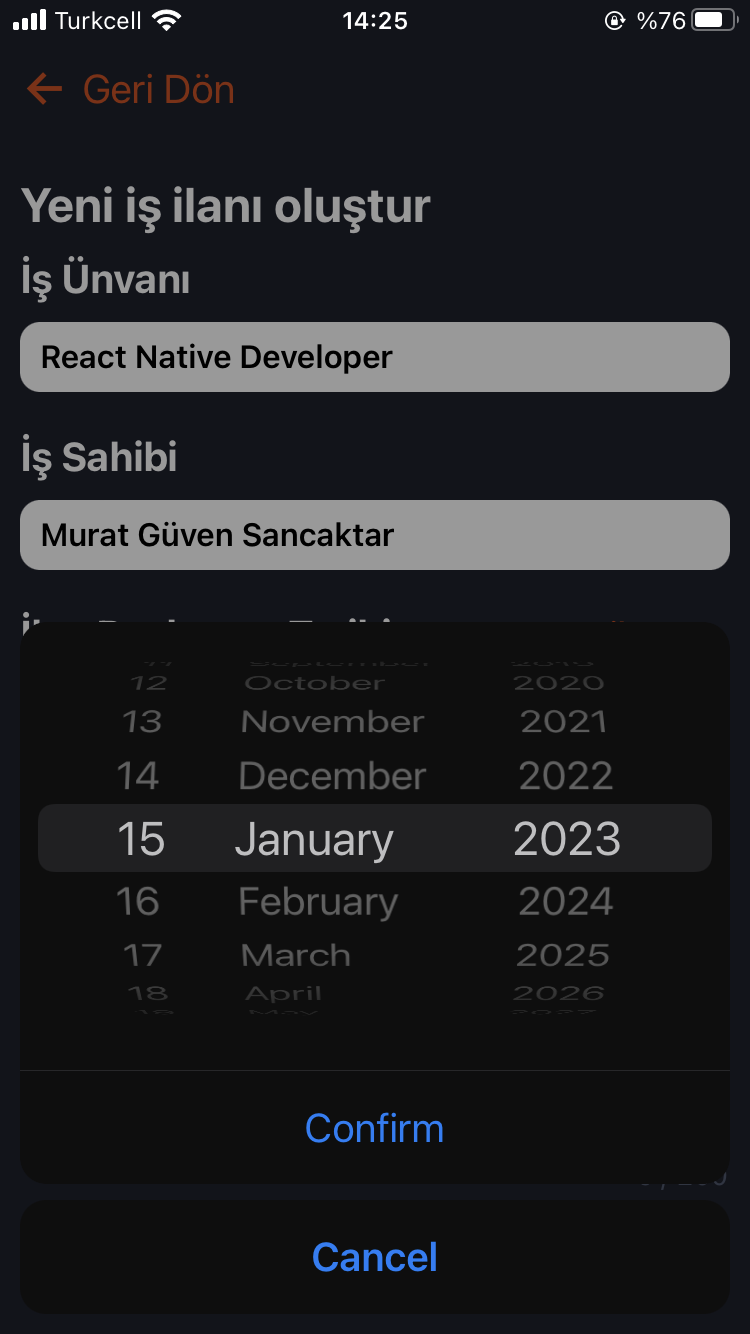 Turkcell 14:25 %76
Geri Dön
Yeni iş ilanı oluştur
İş Ünvanı
React Native Developer
İş Sahibi
Murat Güven Sancaktar
September
12 October 2020
13 November 2021
14 December 2022
15 January 2023
16 February 2024
17 March 2025
18 April 2026
May
Confirm
Cancel